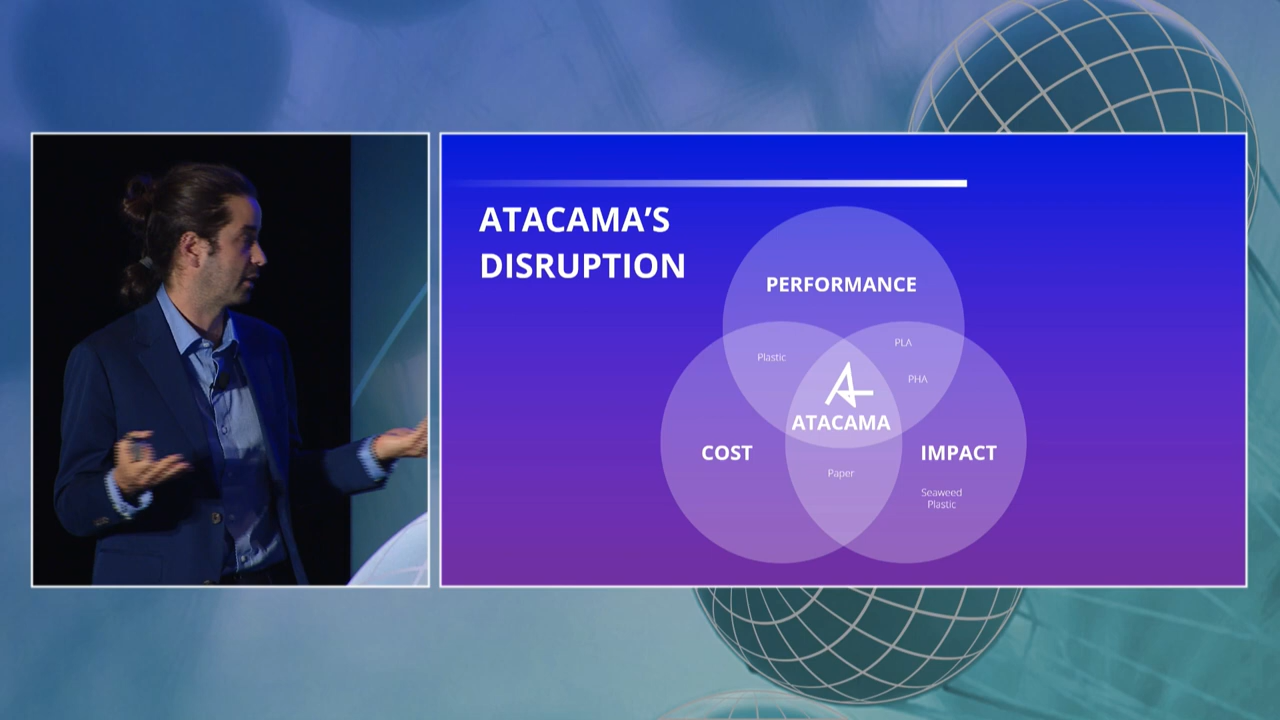 ATACAMA’S
DISRUPTION
PERFORMANCE
PLA
Plastic
PHA
ATACAMA
COST
IMPACT
Paper
Seaweed
Plastic